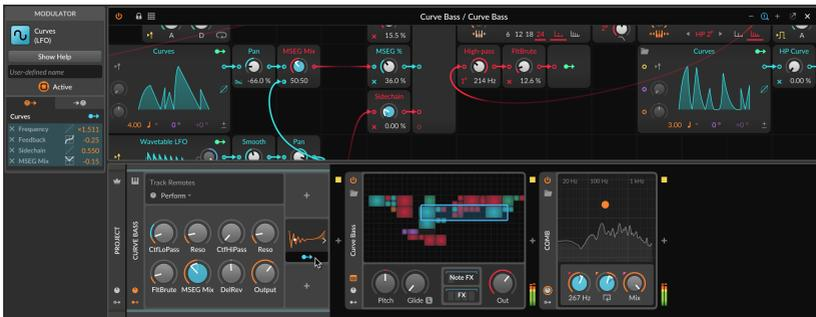 MODULATOR
Curves
(LFO)
Show Help
User-defined name
Active
Curves
Frequency ×1.511
Feedback -0.25
Sidechain 0.550
MSEG Mix -0.15
Curve Bass / Curve Bass
A
D
15.5 %
6 12 18 24
HP 2°
A
Curves
4.00
0°
+0°
Pan
-66.0 %
MSEG Mix
50:50
MSEG %
36.0 %
Sidechain
0.00 %
High-pass
214 Hz
FltBrute
12.6 %
Curves
3.00
0°
+0°
HP Curve
0.00 %
Wavetable LFO
Smooth
Pan
PROJECT
CURVE BASS
Track Remotes
Perform
CtfLoPass
Reso
CtfHiPass
Reso
FltBrute
MSEG Mix
DelRev
Output
Curve Bass
Pitch
Glide L
Note FX
FX
Out
COMB
20 Hz 100 Hz 1 kHz
267 Hz
Mix